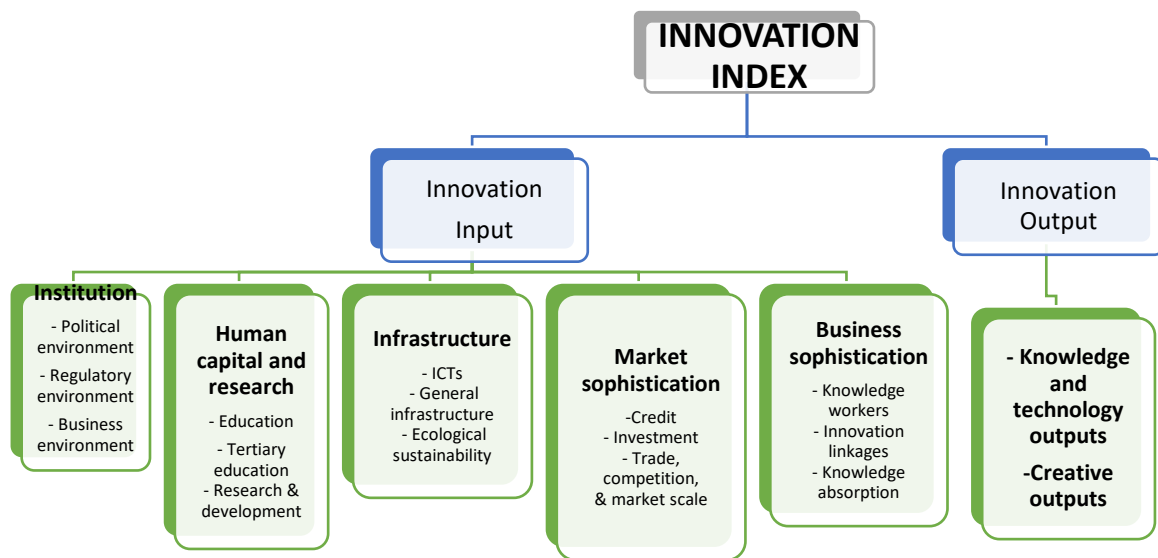 INNOVATION
INDEX
Innovation
Input
Innovation
Output
Institution
- Political
environment
- Regulatory
environment
- Business
environment
Human
capital and
research
- Education
- Tertiary
education
- Research &
development
Infrastructure
- ICTs
- General
infrastructure
- Ecological
sustainability
Market
sophistication
-Credit
- Investment
- Trade,
competition,
& market scale
Business
sophistication
- Knowledge
workers
- Innovation
linkages
- Knowledge
absorption
- Knowledge
and
technology
outputs
-Creative
outputs